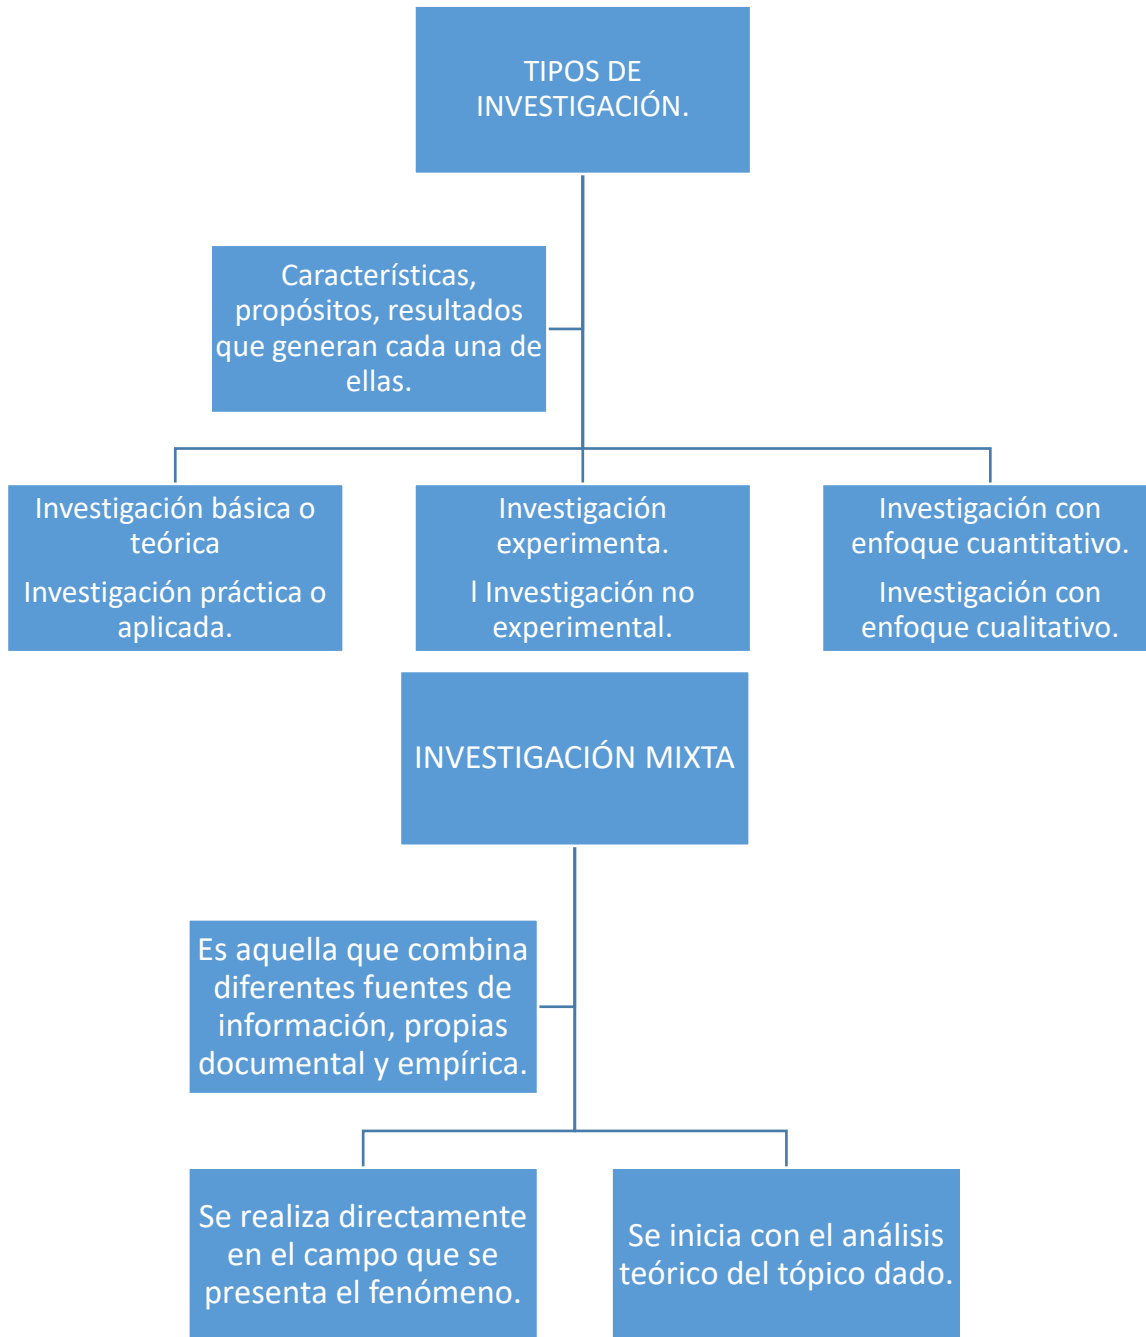 TIPOS DE
INVESTIGACIÓN.
Características,
propósitos, resultados
que generan cada una de
ellas.
Investigación básica o
teórica
Investigación práctica o
aplicada.
Investigación
experimenta.
l Investigación no
experimental.
Investigación con
enfoque cuantitativo.
Investigación con
enfoque cualitativo.
INVESTIGACIÓN MIXTA
Es aquella que combina
diferentes fuentes de
información, propias
documental y empírica.
Se realiza directamente
en el campo que se
presenta el fenómeno.
Se inicia con el análisis
teórico del tópico dado.